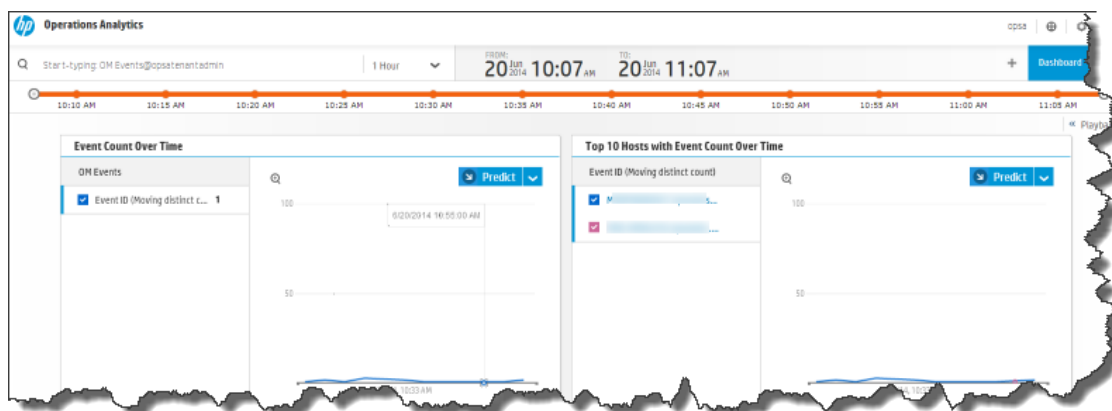 hp Operations Analytics opsa
Start-typing: OM Events@opsatenantadmin 1 Hour FROM: 20 Jun 2014 10:07 AM TO: 20 Jun 2014 11:07 AM + Dashboard
10:10 AM 10:15 AM 10:20 AM 10:25 AM 10:30 AM 10:35 AM 10:40 AM 10:45 AM 10:50 AM 10:55 AM 11:00 AM 11:05 AM
« Playba
Event Count Over Time
OM Events
Predict
Event ID (Moving distinct c... 1
100
6/20/2014 10:55:00 AM
50
10:33 AM
Top 10 Hosts with Event Count Over Time
Event ID (Moving distinct count)
Predict
M s...
...
100
50